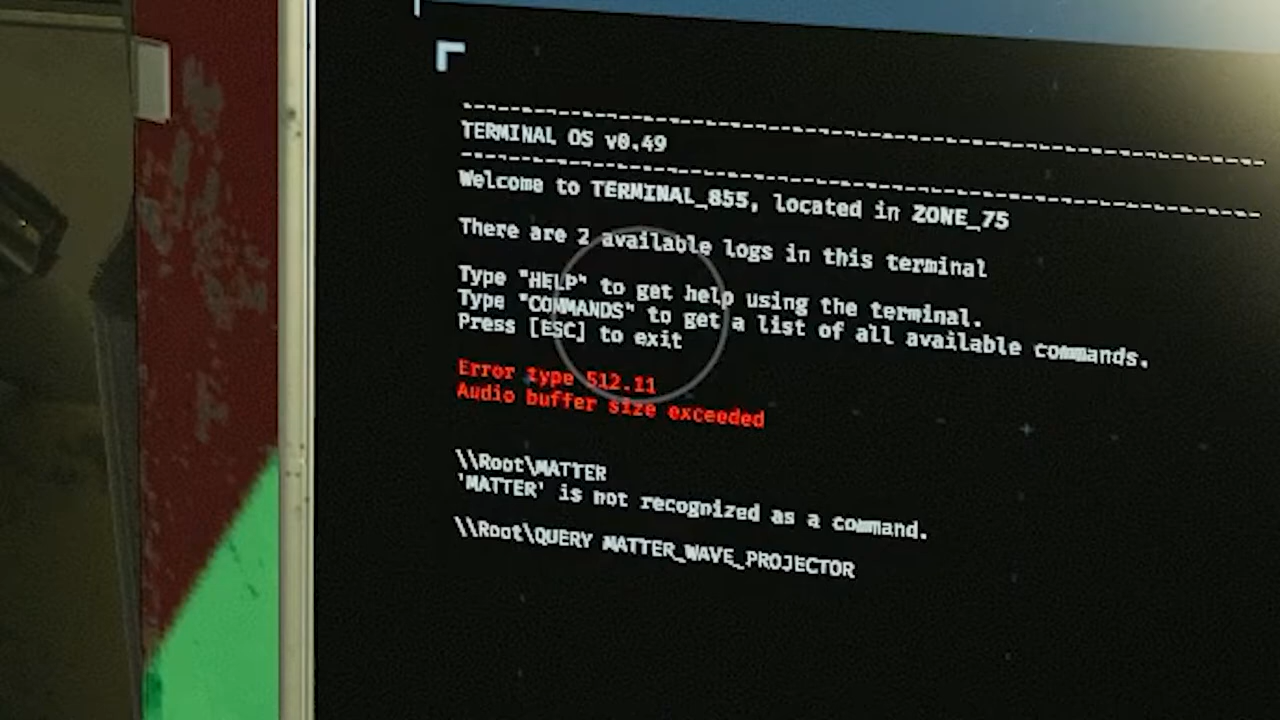 --------------------------------------------------
TERMINAL OS v0.49
--------------------------------------------------
Welcome to TERMINAL_855, located in ZONE_75
There are 2 available logs in this terminal
Type "HELP" to get help using the terminal.
Type "COMMANDS" to get a list of all available commands.
Press [ESC] to exit
Error type 512.11
Audio buffer size exceeded
\\Root\MATTER
'MATTER' is not recognized as a command.
\\Root\QUERY MATTER_WAVE_PROJECTOR